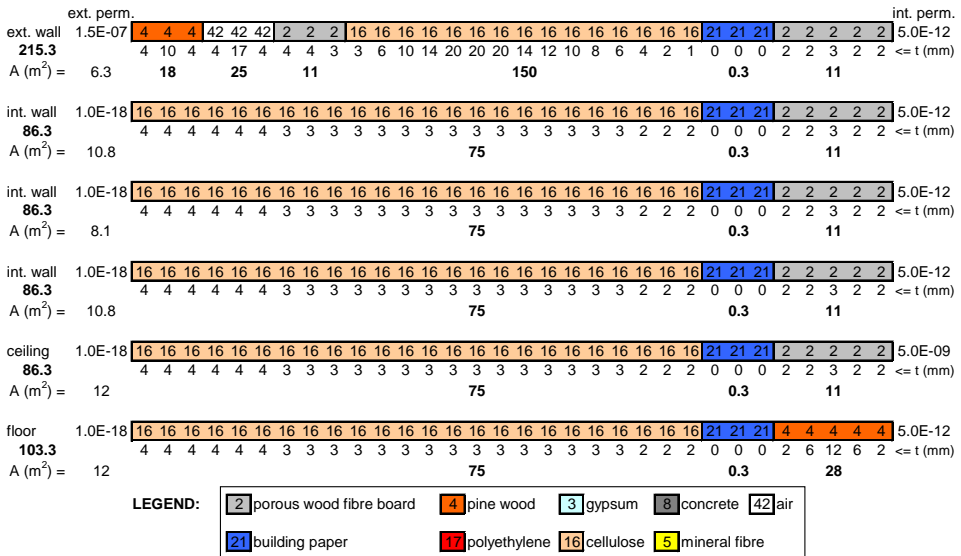 ext. perm. int. perm.
ext. wall 1.5E-07 4 4 4 42 42 42 2 2 2 16 16 16 16 16 16 16 16 16 16 16 16 16 16 16 21 21 21 2 2 2 2 2 5.0E-12
215.3 4 10 4 4 17 4 4 4 3 3 6 10 14 20 20 20 14 12 10 8 6 4 2 1 0 0 0 2 2 3 2 2 <= t (mm)
A (m²) = 6.3 18 25 11 150 0.3 11
int. wall 1.0E-18 16 16 16 16 16 16 16 16 16 16 16 16 16 16 16 16 16 16 16 16 16 16 16 16 21 21 21 2 2 2 2 2 5.0E-12
86.3 4 4 4 4 4 4 3 3 3 3 3 3 3 3 3 3 3 3 3 3 3 2 2 2 0 0 0 2 2 3 2 2 <= t (mm)
A (m²) = 10.8 75 0.3 11
int. wall 1.0E-18 16 16 16 16 16 16 16 16 16 16 16 16 16 16 16 16 16 16 16 16 16 16 16 16 21 21 21 2 2 2 2 2 5.0E-12
86.3 4 4 4 4 4 4 3 3 3 3 3 3 3 3 3 3 3 3 3 3 3 2 2 2 0 0 0 2 2 3 2 2 <= t (mm)
A (m²) = 8.1 75 0.3 11
int. wall 1.0E-18 16 16 16 16 16 16 16 16 16 16 16 16 16 16 16 16 16 16 16 16 16 16 16 16 21 21 21 2 2 2 2 2 5.0E-12
86.3 4 4 4 4 4 4 3 3 3 3 3 3 3 3 3 3 3 3 3 3 3 2 2 2 0 0 0 2 2 3 2 2 <= t (mm)
A (m²) = 10.8 75 0.3 11
ceiling 1.0E-18 16 16 16 16 16 16 16 16 16 16 16 16 16 16 16 16 16 16 16 16 16 16 16 16 21 21 21 2 2 2 2 2 5.0E-09
86.3 4 4 4 4 4 4 3 3 3 3 3 3 3 3 3 3 3 3 3 3 3 2 2 2 0 0 0 2 2 3 2 2 <= t (mm)
A (m²) = 12 75 0.3 11
floor 1.0E-18 16 16 16 16 16 16 16 16 16 16 16 16 16 16 16 16 16 16 16 16 16 16 16 16 21 21 21 4 4 4 4 4 5.0E-12
103.3 4 4 4 4 4 4 3 3 3 3 3 3 3 3 3 3 3 3 3 3 3 2 2 2 0 0 0 2 6 12 6 2 <= t (mm)
A (m²) = 12 75 0.3 28
LEGEND: 2 porous wood fibre board 4 pine wood 3 gypsum 8 concrete 42 air
21 building paper 17 polyethylene 16 cellulose 5 mineral fibre